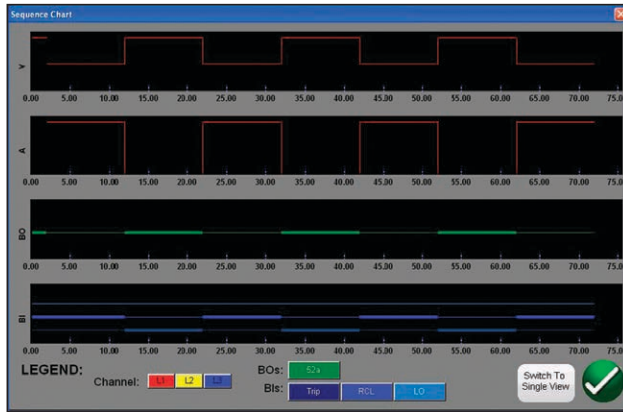 Sequence Chart
V
0.00 5.00 10.00 15.00 20.00 25.00 30.00 35.00 40.00 45.00 50.00 55.00 60.00 65.00 70.00 75.0
A
0.00 5.00 10.00 15.00 20.00 25.00 30.00 35.00 40.00 45.00 50.00 55.00 60.00 65.00 70.00 75.0
BO
0.00 5.00 10.00 15.00 20.00 25.00 30.00 35.00 40.00 45.00 50.00 55.00 60.00 65.00 70.00 75.0
BI
0.00 5.00 10.00 15.00 20.00 25.00 30.00 35.00 40.00 45.00 50.00 55.00 60.00 65.00 70.00 75.0
LEGEND:
Channel: L1 L2 L3
BOs: 52a
BIs: Trip RCL LO
Switch To
Single View